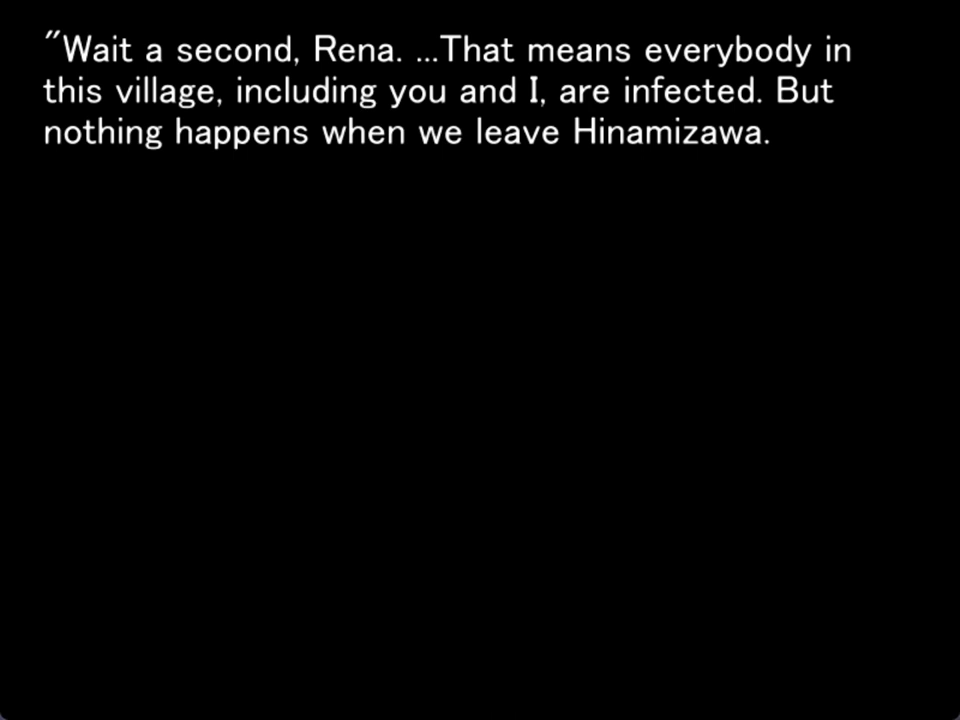 "Wait a second, Rena. ...That means everybody in
this village, including you and I, are infected. But
nothing happens when we leave Hinamizawa.